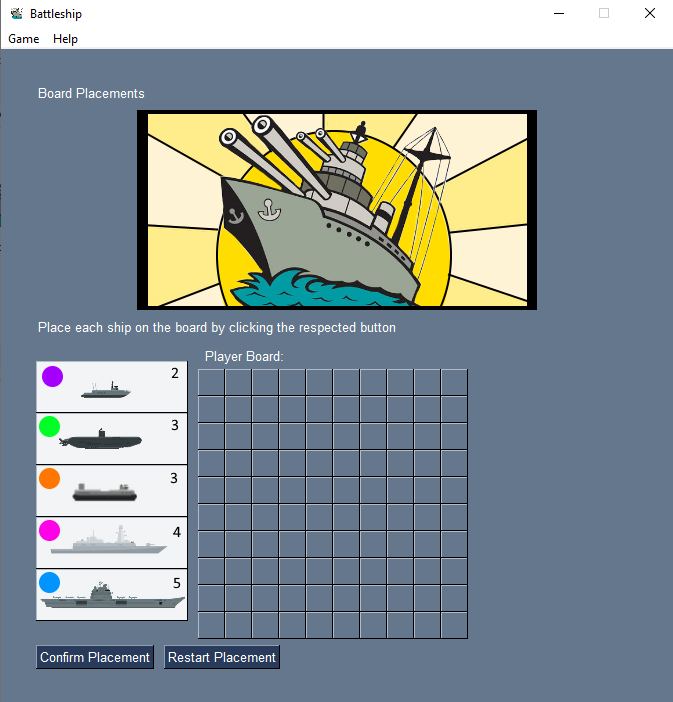 Battleship
Game Help
Board Placements
Place each ship on the board by clicking the respected button
Player Board:
2
3
3
4
5
Confirm Placement Restart Placement